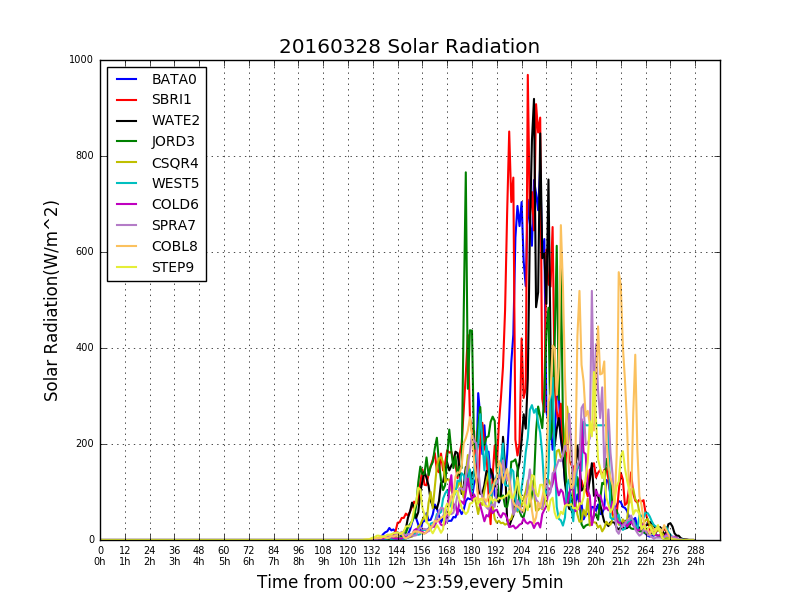 20160328 Solar Radiation
1000
800
600
400
200
0
Solar Radiation(W/m^2)
BATA0
SBRI1
WATE2
JORD3
CSQR4
WEST5
COLD6
SPRA7
COBL8
STEP9
0 12 24 36 48 60 72 84 96 108 120 132 144 156 168 180 192 204 216 228 240 252 264 276 288
0h 1h 2h 3h 4h 5h 6h 7h 8h 9h 10h 11h 12h 13h 14h 15h 16h 17h 18h 19h 20h 21h 22h 23h 24h
Time from 00:00 ~23:59,every 5min